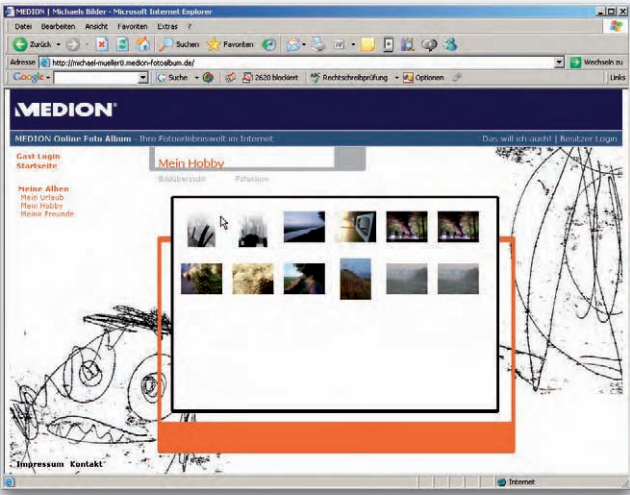 MEDION | Michaels Bilder - Microsoft Internet Explorer
Datei Bearbeiten Ansicht Favoriten Extras ?
Zurück Suchen Favoriten
Adresse http://michael-mueller0.medion-fotoalbum.de/ Wechseln zu
Google - Suche 2620 blockiert Rechtschreibprüfung Optionen Links
MEDION®
MEDION Online Foto Album - Ihre Fotoerlebniswelt im Internet Das will ich auch! | Besitzer Login
Gast Login
Startseite
Mein Hobby
Bildübersicht Fotoalbum
Meine Alben
Mein Urlaub
Mein Hobby
Meine Freunde
Impressum Kontakt
Internet